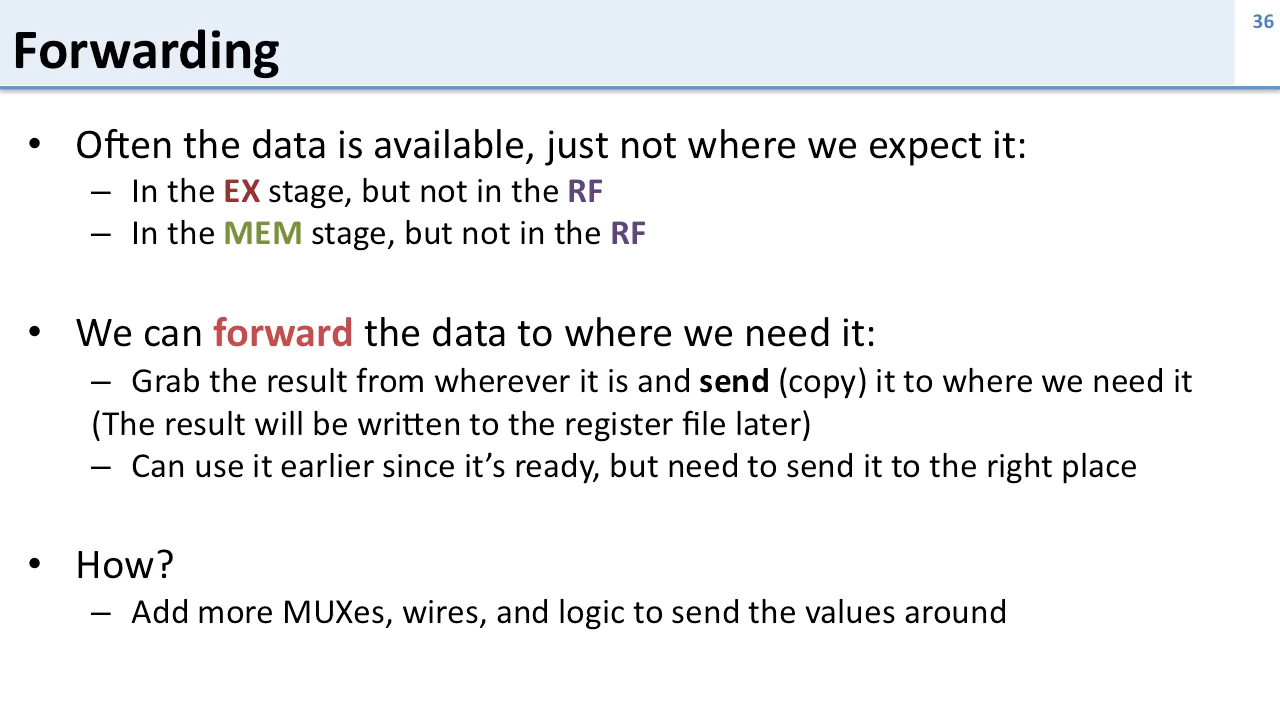 36
Forwarding
• Often the data is available, just not where we expect it:
– In the EX stage, but not in the RF
– In the MEM stage, but not in the RF
• We can forward the data to where we need it:
– Grab the result from wherever it is and send (copy) it to where we need it
(The result will be written to the register file later)
– Can use it earlier since it’s ready, but need to send it to the right place
• How?
– Add more MUXes, wires, and logic to send the values around